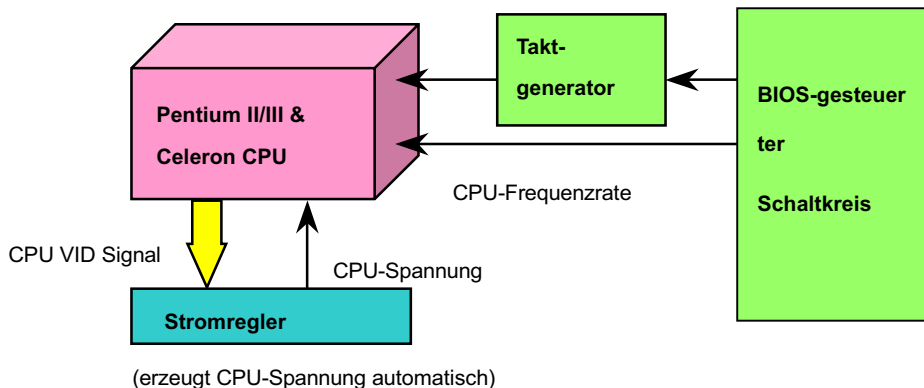 Takt-
generator
Pentium II/III &
Celeron CPU
BIOS-gesteuer
ter
Schaltkreis
CPU-Frequenzrate
CPU VID Signal
CPU-Spannung
Stromregler
(erzeugt CPU-Spannung automatisch)